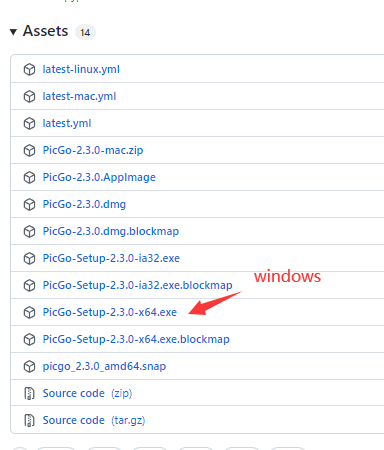 Assets 14
latest-linux.yml
latest-mac.yml
latest.yml
PicGo-2.3.0-mac.zip
PicGo-2.3.0.AppImage
PicGo-2.3.0.dmg
PicGo-2.3.0.dmg.blockmap
PicGo-Setup-2.3.0-ia32.exe
PicGo-Setup-2.3.0-ia32.exe.blockmap
windows
PicGo-Setup-2.3.0-x64.exe
PicGo-Setup-2.3.0-x64.exe.blockmap
picgo_2.3.0_amd64.snap
Source code (zip)
Source code (tar.gz)